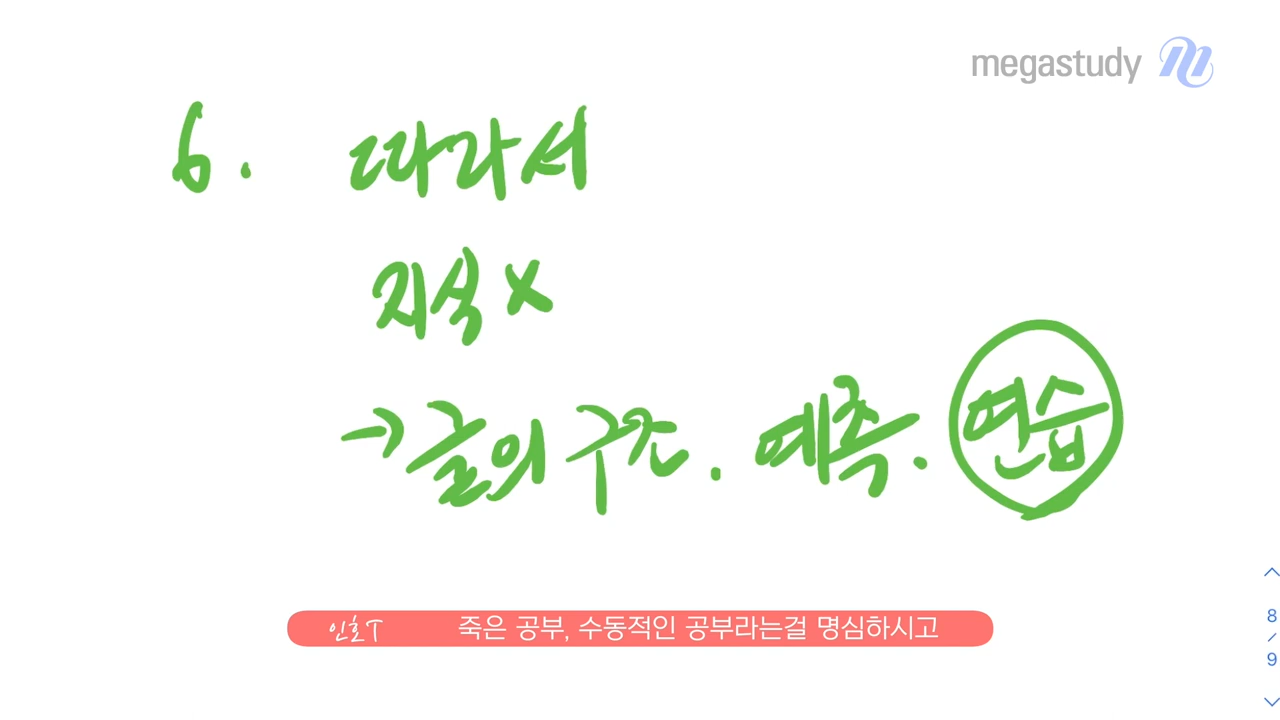 megastudy
6. 따라서
지식 x
→ 글의 구조. 예측. 연습
인호T 죽은 공부, 수동적인 공부라는걸 명심하시고
8
/
9